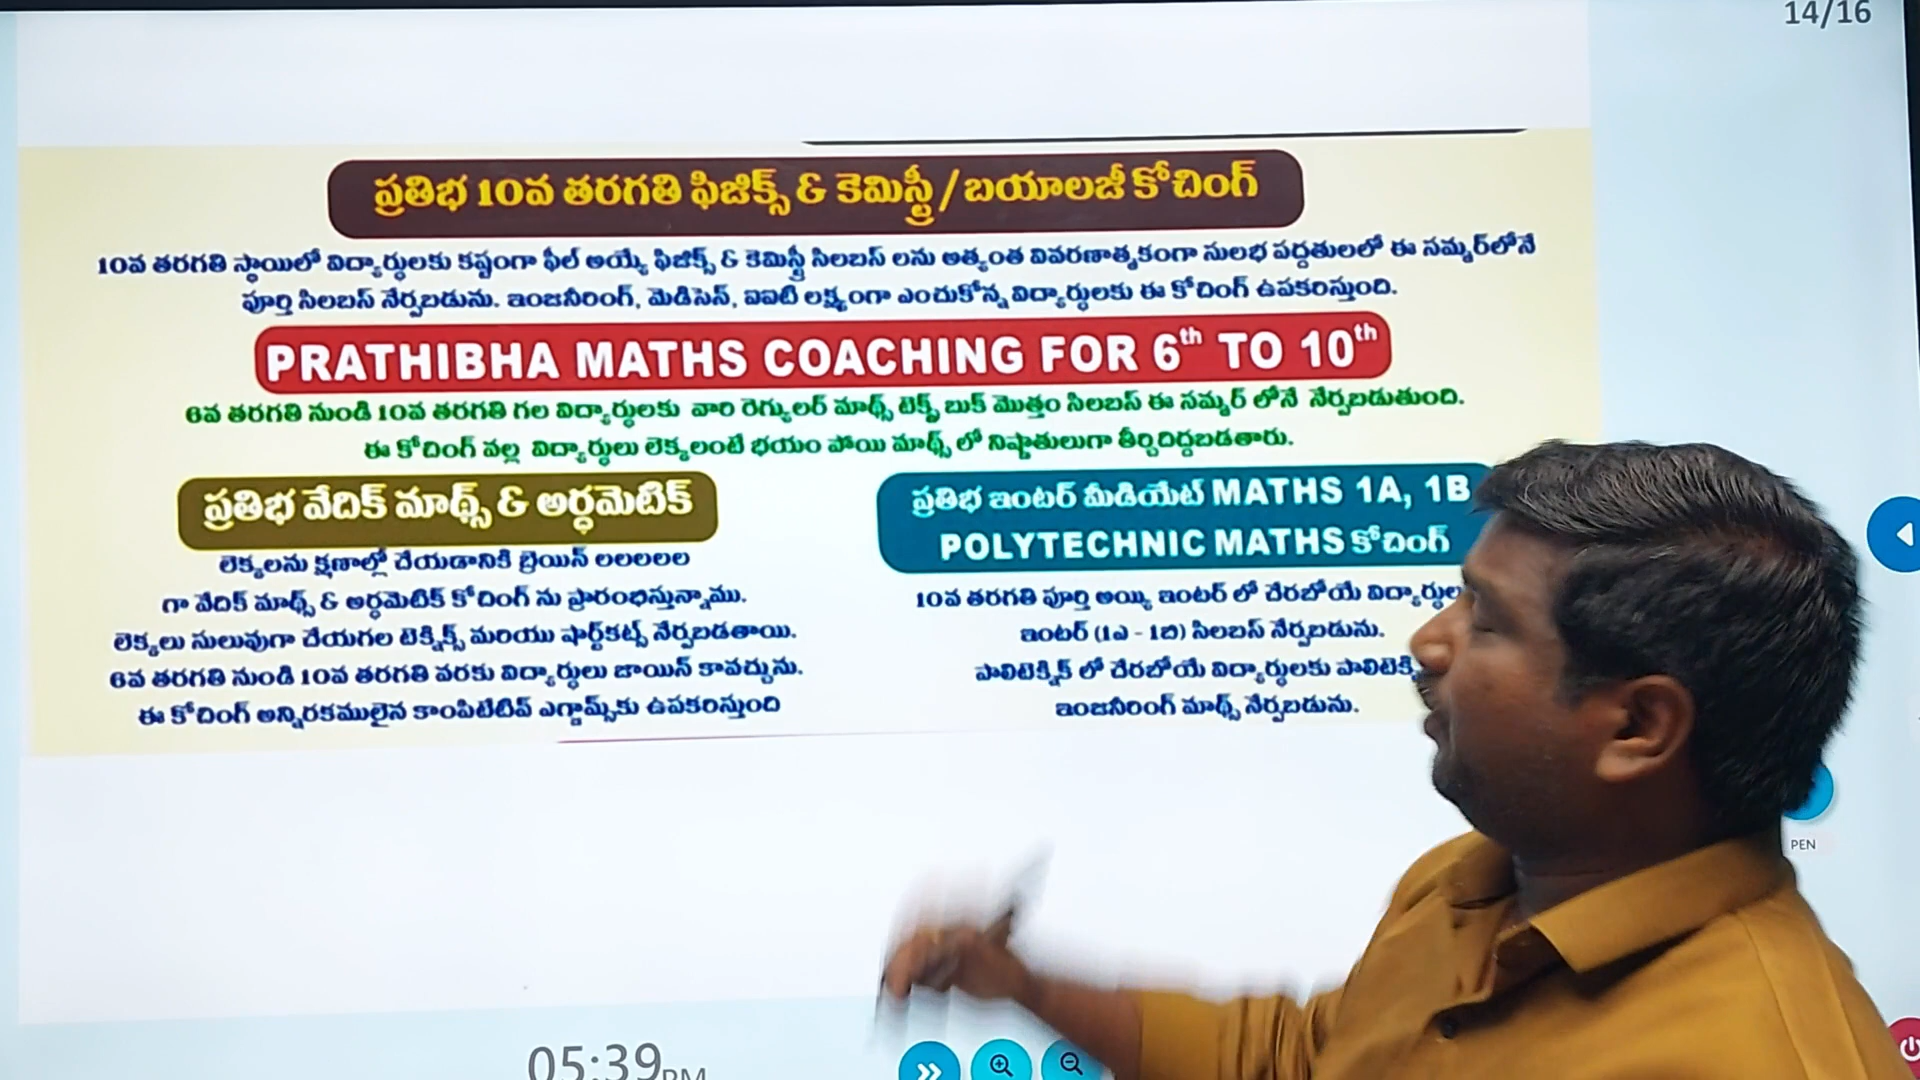 14/16
ప్రతిభ 10వ తరగతి ఫిజిక్స్ & కెమిస్ట్రీ / బయాలజీ కోచింగ్
10వ తరగతి స్థాయిలో విద్యార్థులకు కష్టంగా ఫీల్ అయ్యే ఫిజిక్స్ & కెమిస్ట్రీ సిలబస్ లను అత్యంత వివరణాత్మకంగా సులభ పద్దతులలో ఈ సమ్మర్‌లోనే
పూర్తి సిలబస్ నేర్పబడును. ఇంజనీరింగ్, మెడిసెన్, ఐఐటి లక్ష్యంగా ఎంచుకోన్న విద్యార్థులకు ఈ కోచింగ్ ఉపకరిస్తుంది.
PRATHIBHA MATHS COACHING FOR 6th TO 10th
6వ తరగతి నుండి 10వ తరగతి గల విద్యార్థులకు వారి రెగ్యులర్ మాథ్స్ టెక్స్ట్ బుక్ మొత్తం సిలబస్ ఈ సమ్మర్ లోనే నేర్పబడుతుంది.
ఈ కోచింగ్ వల్ల విద్యార్థులు లెక్కలంటే భయం పోయి మాథ్స్ లో నిష్ణాతులుగా తీర్చిదిద్దబడతారు.
ప్రతిభ వేదిక్ మాథ్స్ & అర్థమెటిక్
లెక్కలను క్షణాల్లో చేయడానికి బ్రెయిన్ లలలలల
గా వేదిక్ మాథ్స్ & అర్థమెటిక్ కోచింగ్ ను ప్రారంభిస్తున్నాము.
లెక్కలు సులువుగా చేయగల టెక్నిక్స్ మరియు షార్ట్‌కట్స్ నేర్పబడతాయి.
6వ తరగతి నుండి 10వ తరగతి వరకు విద్యార్థులు జాయిన్ కావచ్చును.
ఈ కోచింగ్ అన్నిరకములైన కాంపిటేటివ్ ఎగ్జామ్స్‌కు ఉపకరిస్తుంది
ప్రతిభ ఇంటర్ మీడియేట్ MATHS 1A, 1B
POLYTECHNIC MATHS కోచింగ్
10వ తరగతి పూర్తి అయ్యి ఇంటర్ లో చేరబోయే విద్యార్థుల
ఇంటర్ (1ఎ - 1బి) సిలబస్ నేర్పబడును.
పాలిటెక్నిక్ లో చేరబోయే విద్యార్థులకు
ఇంజనీరింగ్ మాథ్స్ నేర్పబడును.
PEN
05:39 PM